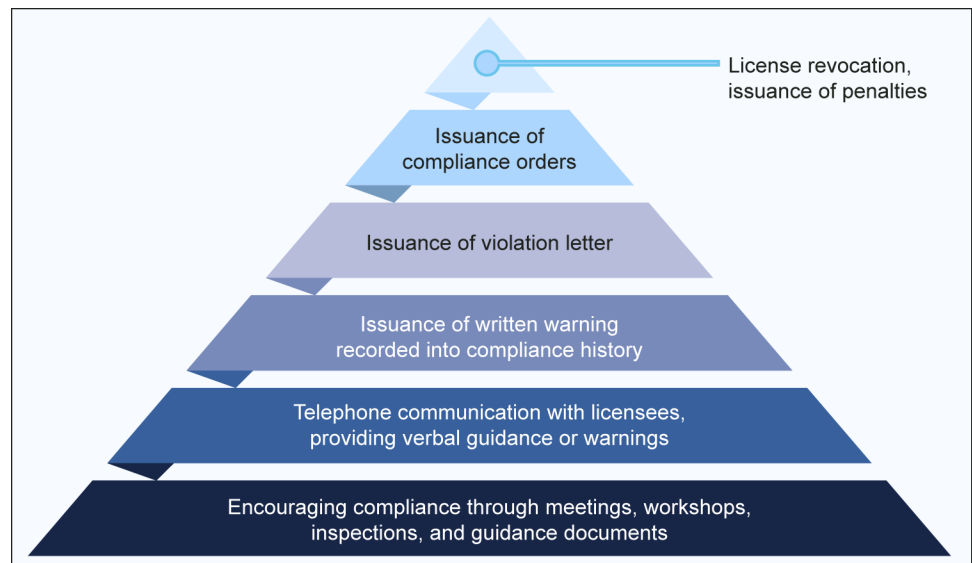 License revocation,
issuance of penalties
Issuance of
compliance orders
Issuance of violation letter
Issuance of written warning
recorded into compliance history
Telephone communication with licensees,
providing verbal guidance or warnings
Encouraging compliance through meetings, workshops,
inspections, and guidance documents